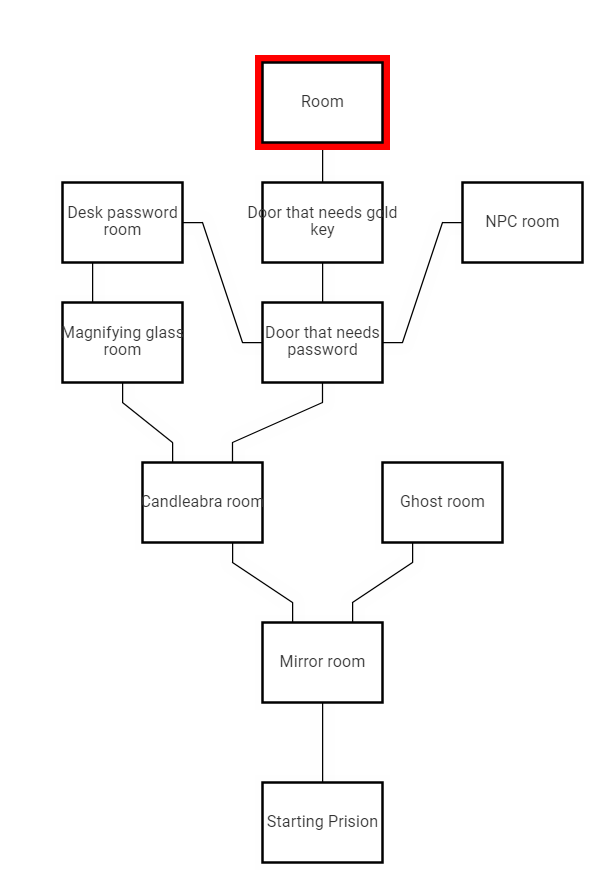 Room
Desk password
room
Door that needs gold
key
NPC room
Magnifying glass
room
Door that needs
password
Candleabra room
Ghost room
Mirror room
Starting Prision